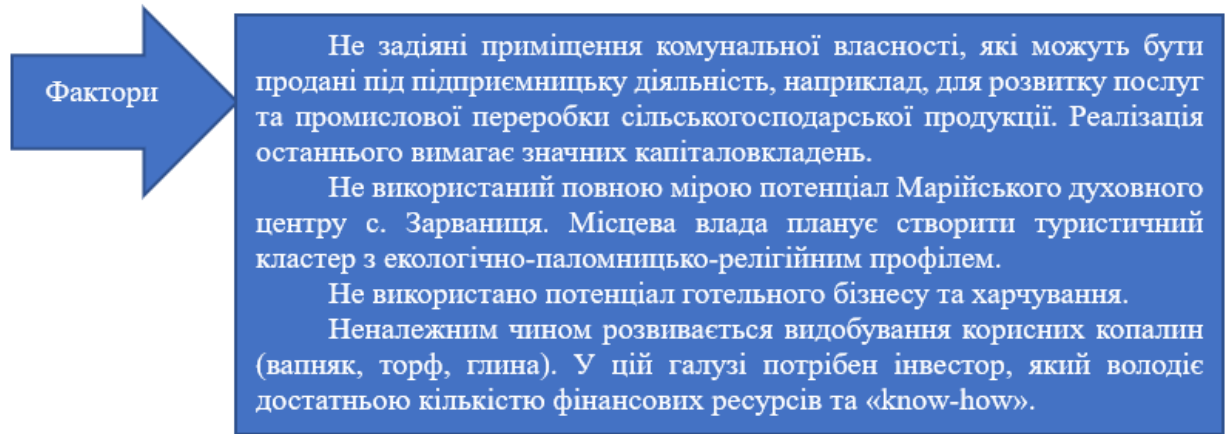 Фактори
Не задіяні приміщення комунальної власності, які можуть бути
продані під підприємницьку діяльність, наприклад, для розвитку послуг
та промислової переробки сільськогосподарської продукції. Реалізація
останнього вимагає значних капіталовкладень.
Не використаний повною мірою потенціал Марійського духовного
центру с. Зарваниця. Місцева влада планує створити туристичний
кластер з екологічно-паломницько-релігійним профілем.
Не використано потенціал готельного бізнесу та харчування.
Неналежним чином розвивається видобування корисних копалин
(вапняк, торф, глина). У цій галузі потрібен інвестор, який володіє
достатньою кількістю фінансових ресурсів та «know-how».